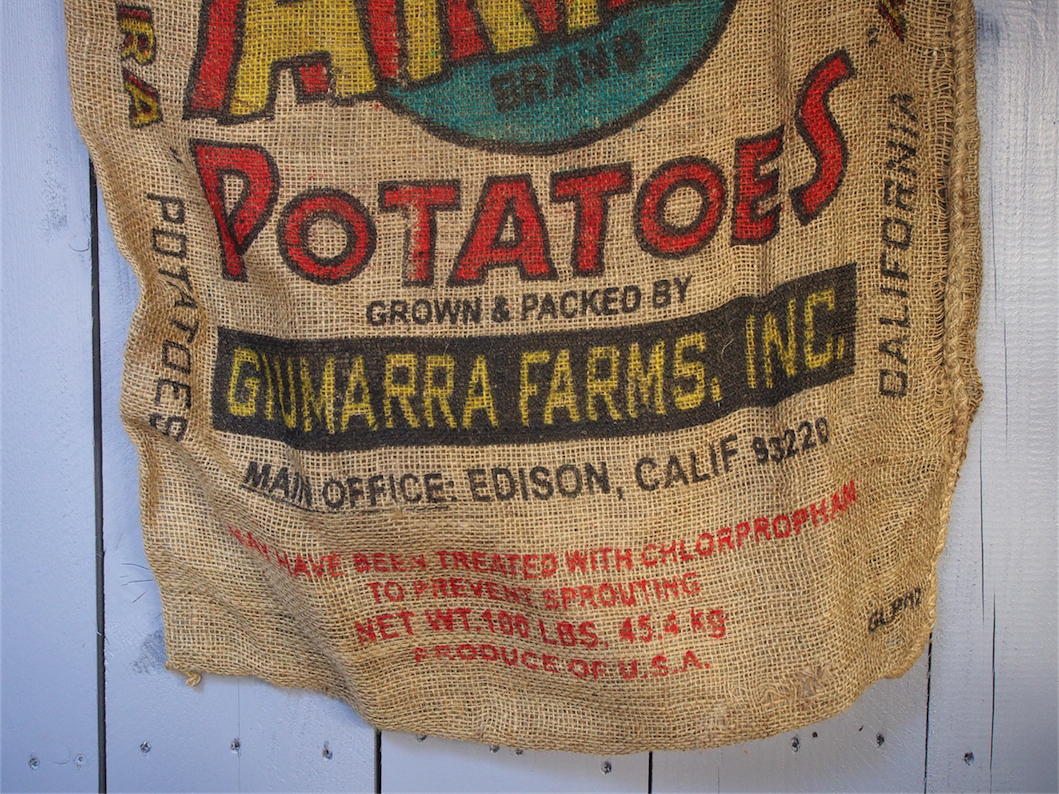 BRAND
POTATOES
GROWN & PACKED BY
GIUMARRA FARMS, INC.
MAIN OFFICE: EDISON, CALIF 93220
MAY HAVE BEEN TREATED WITH CHLORPROPHAM
TO PREVENT SPROUTING
NET WT. 100 LBS. 45.4 kg
PRODUCE OF U.S.A.
POTATOES
CALIFORNIA